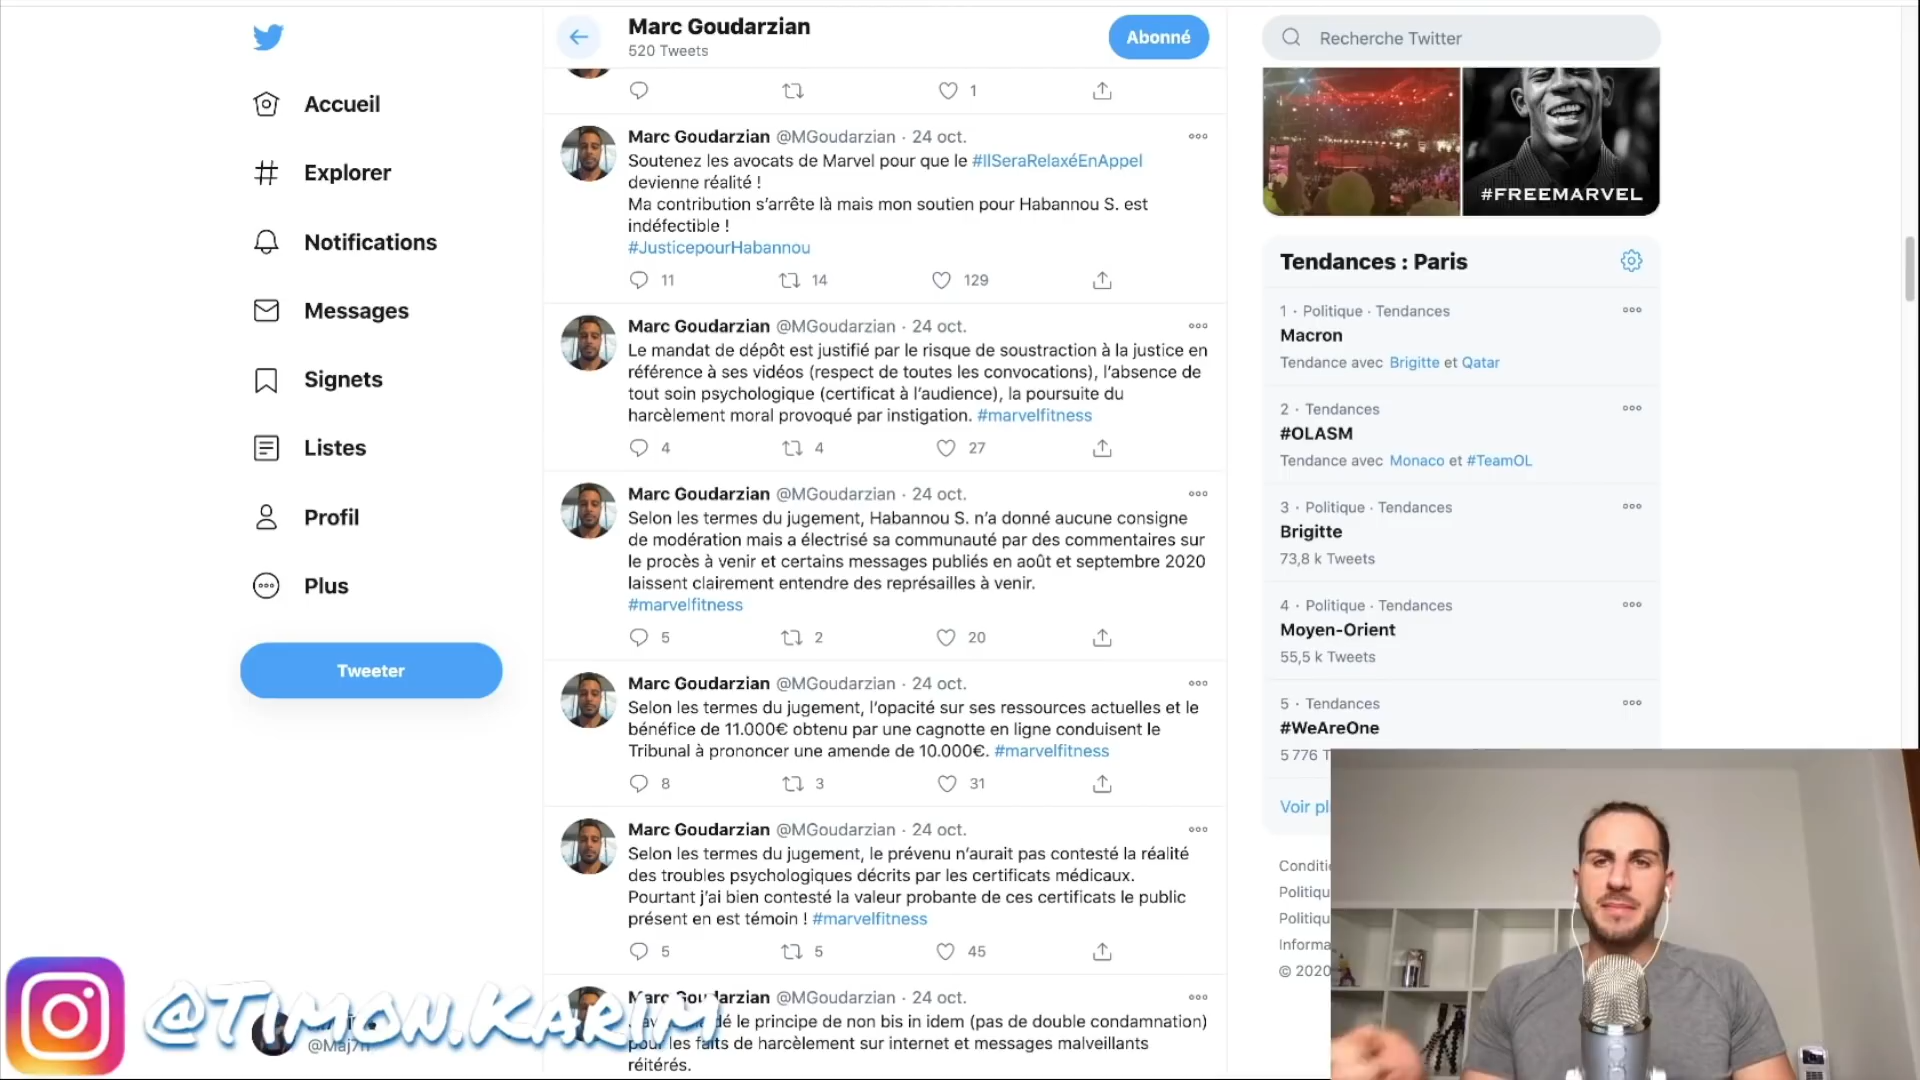 Accueil
Explorer
Notifications
Messages
Signets
Listes
Profil
Plus
Tweeter
@Maj7n
@Timon.Karim
Marc Goudarzian
520 Tweets
Abonné
1
Marc Goudarzian @MGoudarzian · 24 oct.
Soutenez les avocats de Marvel pour que le #IlSeraRelaxéEnAppel
devienne réalité !
Ma contribution s’arrête là mais mon soutien pour Habannou S. est
indéfectible !
#JusticepourHabannou
11 14 129
Marc Goudarzian @MGoudarzian · 24 oct.
Le mandat de dépôt est justifié par le risque de soustraction à la justice en
référence à ses vidéos (respect de toutes les convocations), l’absence de
tout soin psychologique (certificat à l’audience), la poursuite du
harcèlement moral provoqué par instigation. #marvelfitness
4 4 27
Marc Goudarzian @MGoudarzian · 24 oct.
Selon les termes du jugement, Habannou S. n’a donné aucune consigne
de modération mais a électrisé sa communauté par des commentaires sur
le procès à venir et certains messages publiés en août et septembre 2020
laissent clairement entendre des représailles à venir.
#marvelfitness
5 2 20
Marc Goudarzian @MGoudarzian · 24 oct.
Selon les termes du jugement, l’opacité sur ses ressources actuelles et le
bénéfice de 11.000€ obtenu par une cagnotte en ligne conduisent le
Tribunal à prononcer une amende de 10.000€. #marvelfitness
8 3 31
Marc Goudarzian @MGoudarzian · 24 oct.
Selon les termes du jugement, le prévenu n’aurait pas contesté la réalité
des troubles psychologiques décrits par les certificats médicaux.
Pourtant j’ai bien contesté la valeur probante de ces certificats le public
présent en est témoin ! #marvelfitness
5 5 45
Marc Goudarzian @MGoudarzian · 24 oct.
dé le principe de non bis in idem (pas de double condamnation)
pour les faits de harcèlement sur internet et messages malveillants
réitérés.
Recherche Twitter
#FREEMARVEL
Tendances : Paris
1 · Politique · Tendances
Macron
Tendance avec Brigitte et Qatar
2 · Tendances
#OLASM
Tendance avec Monaco et #TeamOL
3 · Politique · Tendances
Brigitte
73,8 k Tweets
4 · Politique · Tendances
Moyen-Orient
55,5 k Tweets
5 · Tendances
#WeAreOne
5 776 T
Voir pl
Conditi
Politiqu
Politiqu
Informa
© 2020